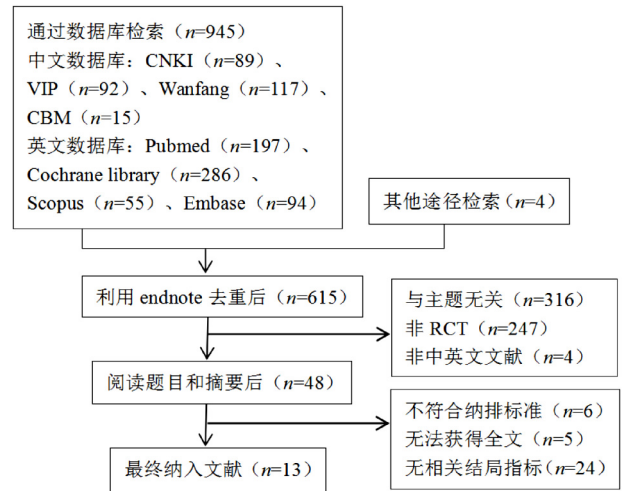 通过数据库检索（n=945）
中文数据库：CNKI（n=89）、
VIP（n=92）、Wanfang（n=117）、
CBM（n=15）
英文数据库：Pubmed（n=197）、
Cochrane library（n=286）、
Scopus（n=55）、Embase（n=94）
其他途径检索（n=4）
利用 endnote 去重后（n=615）
与主题无关（n=316）
非 RCT（n=247）
非中英文文献（n=4）
阅读题目和摘要后（n=48）
不符合纳排标准（n=6）
无法获得全文（n=5）
无相关结局指标（n=24）
最终纳入文献（n=13）